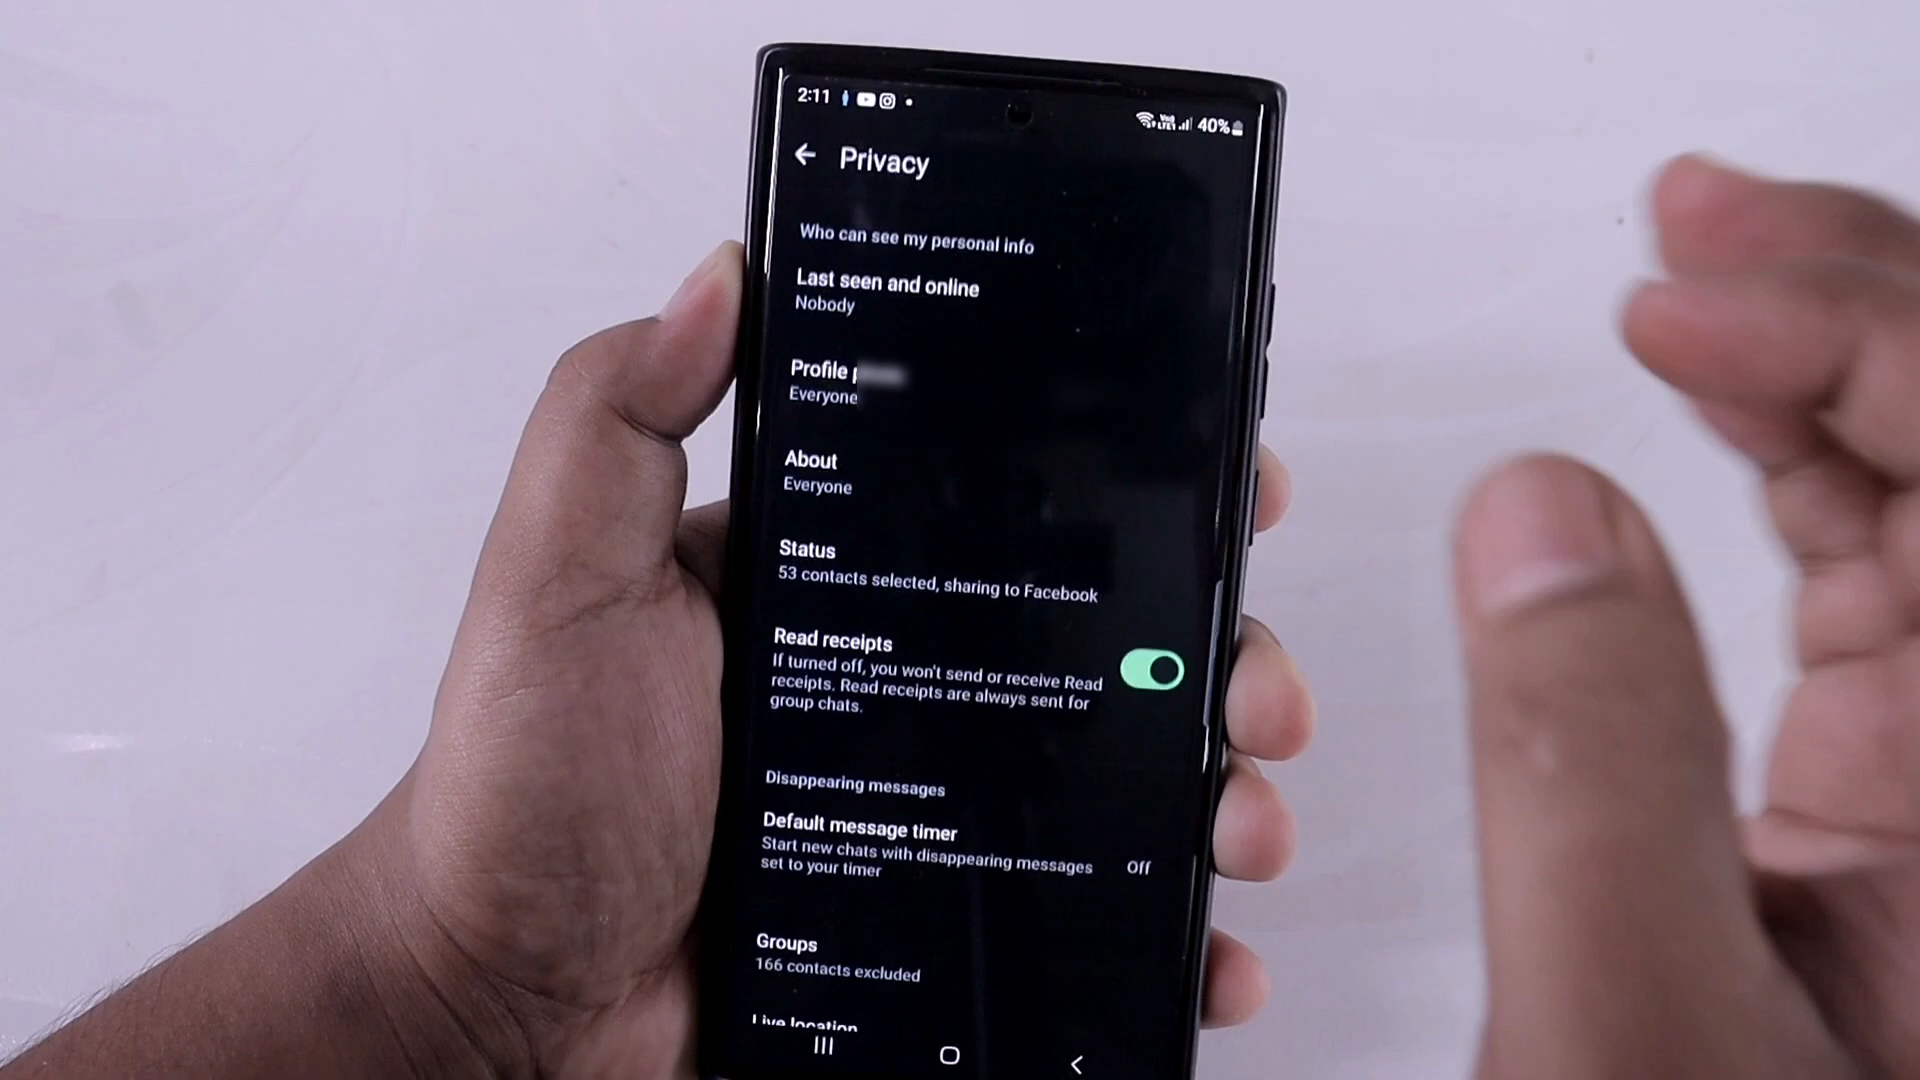 2:11
40%
Privacy
Who can see my personal info
Last seen and online
Nobody
Profile
Everyone
About
Everyone
Status
53 contacts selected, sharing to Facebook
Read receipts
If turned off, you won't send or receive Read
receipts. Read receipts are always sent for
group chats.
Disappearing messages
Default message timer
Start new chats with disappearing messages
set to your timer
Off
Groups
166 contacts excluded
Live location